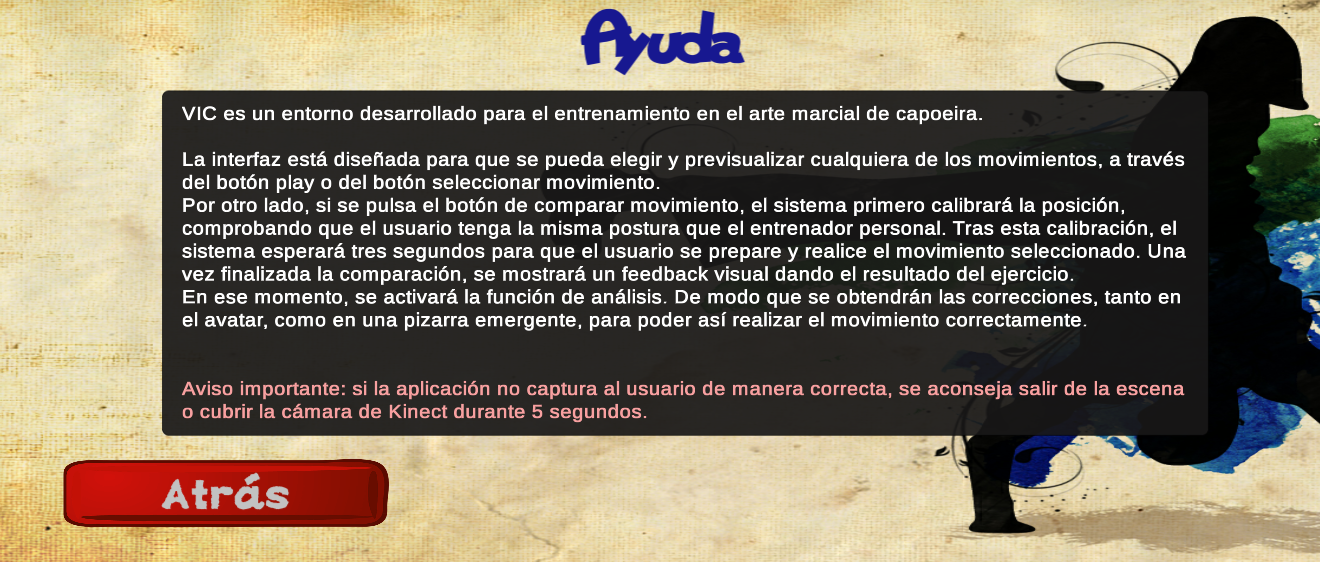 Ayuda
VIC es un entorno desarrollado para el entrenamiento en el arte marcial de capoeira.
La interfaz está diseñada para que se pueda elegir y previsualizar cualquiera de los movimientos, a través
del botón play o del botón seleccionar movimiento.
Por otro lado, si se pulsa el botón de comparar movimiento, el sistema primero calibrará la posición,
comprobando que el usuario tenga la misma postura que el entrenador personal. Tras esta calibración, el
sistema esperará tres segundos para que el usuario se prepare y realice el movimiento seleccionado. Una
vez finalizada la comparación, se mostrará un feedback visual dando el resultado del ejercicio.
En ese momento, se activará la función de análisis. De modo que se obtendrán las correcciones, tanto en
el avatar, como en una pizarra emergente, para poder así realizar el movimiento correctamente.
Aviso importante: si la aplicación no captura al usuario de manera correcta, se aconseja salir de la escena
o cubrir la cámara de Kinect durante 5 segundos.
Atrás